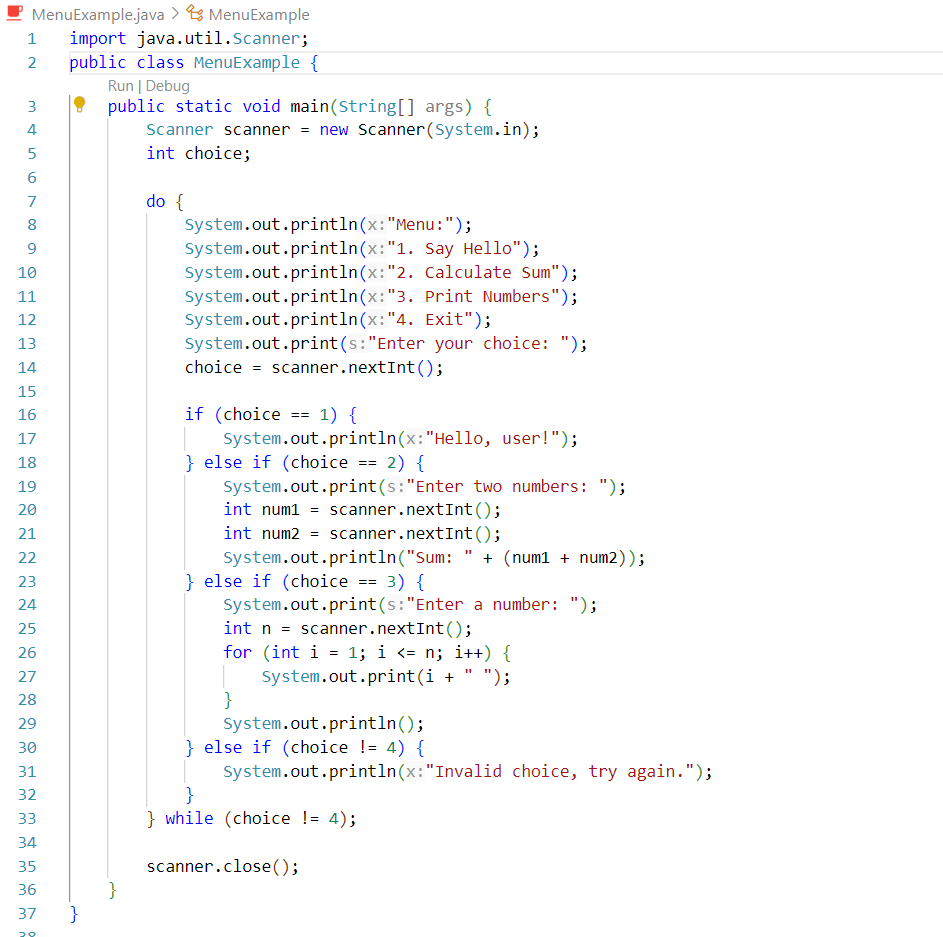 MenuExample.java > MenuExample
1 import java.util.Scanner;
2 public class MenuExample {
Run | Debug
3     public static void main(String[] args) {
4         Scanner scanner = new Scanner(System.in);
5         int choice;
6
7         do {
8             System.out.println(x:"Menu:");
9             System.out.println(x:"1. Say Hello");
10             System.out.println(x:"2. Calculate Sum");
11             System.out.println(x:"3. Print Numbers");
12             System.out.println(x:"4. Exit");
13             System.out.print(s:"Enter your choice: ");
14             choice = scanner.nextInt();
15
16             if (choice == 1) {
17                 System.out.println(x:"Hello, user!");
18             } else if (choice == 2) {
19                 System.out.print(s:"Enter two numbers: ");
20                 int num1 = scanner.nextInt();
21                 int num2 = scanner.nextInt();
22                 System.out.println("Sum: " + (num1 + num2));
23             } else if (choice == 3) {
24                 System.out.print(s:"Enter a number: ");
25                 int n = scanner.nextInt();
26                 for (int i = 1; i <= n; i++) {
27                     System.out.print(i + " ");
28                 }
29                 System.out.println();
30             } else if (choice != 4) {
31                 System.out.println(x:"Invalid choice, try again.");
32             }
33         } while (choice != 4);
34
35         scanner.close();
36     }
37 }
38